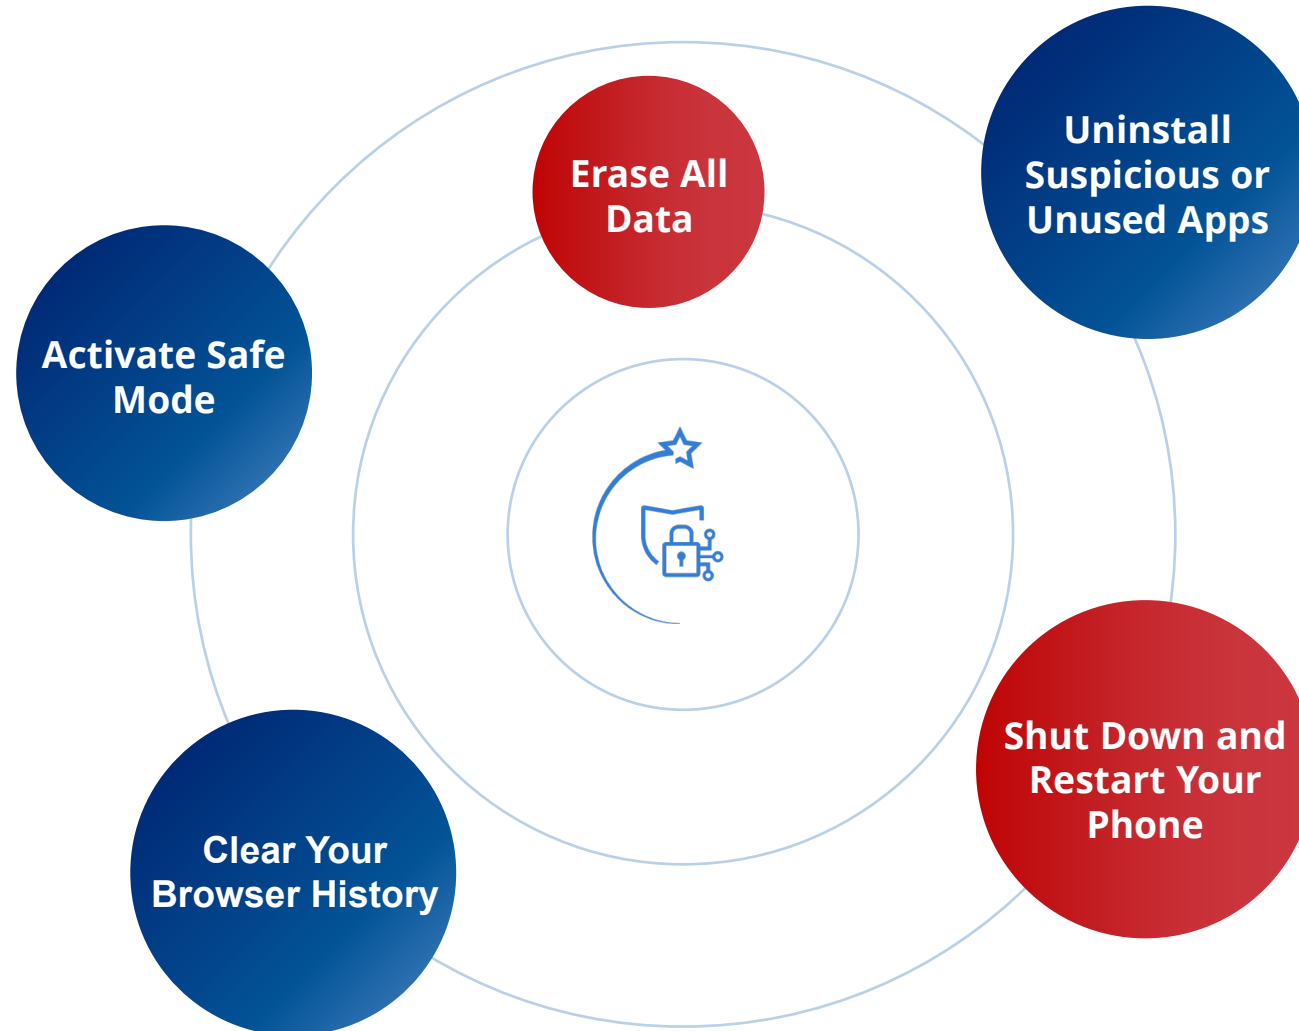 Erase All
Data
Uninstall
Suspicious or
Unused Apps
Activate Safe
Mode
Shut Down and
Restart Your
Phone
Clear Your
Browser History